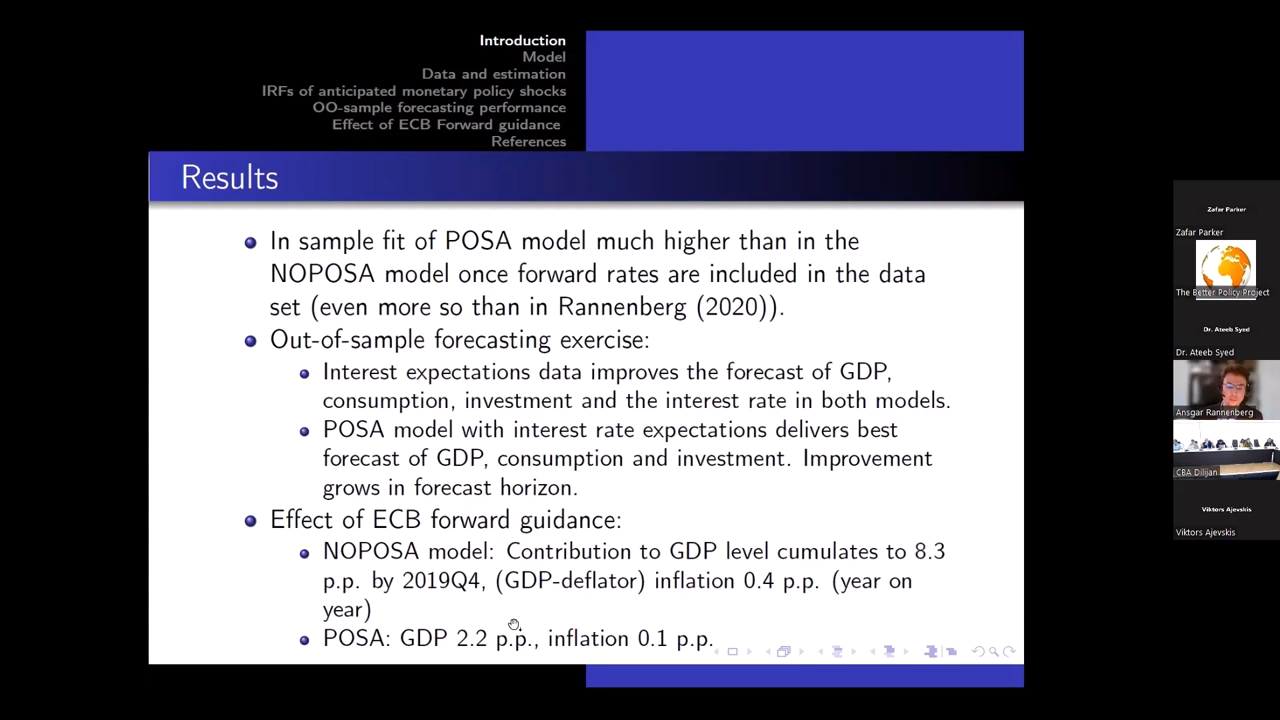 Introduction
Model
Data and estimation
IRFs of anticipated monetary policy shocks
OO-sample forecasting performance
Effect of ECB Forward guidance
References
Results
In sample fit of POSA model much higher than in the
NOPOSA model once forward rates are included in the data
set (even more so than in Rannenberg (2020)).
Out-of-sample forecasting exercise:
Interest expectations data improves the forecast of GDP,
consumption, investment and the interest rate in both models.
POSA model with interest rate expectations delivers best
forecast of GDP, consumption and investment. Improvement
grows in forecast horizon.
Effect of ECB forward guidance:
NOPOSA model: Contribution to GDP level cumulates to 8.3
p.p. by 2019Q4, (GDP-deflator) inflation 0.4 p.p. (year on
year)
POSA: GDP 2.2 p.p., inflation 0.1 p.p.
Zafar Parker
Zafar Parker
The Better Policy Project
Dr. Ateeb Syed
Dr. Ateeb Syed
Ansgar Rannenberg
CBA Dilijan
Viktors Ajevskis
Viktors Ajevskis